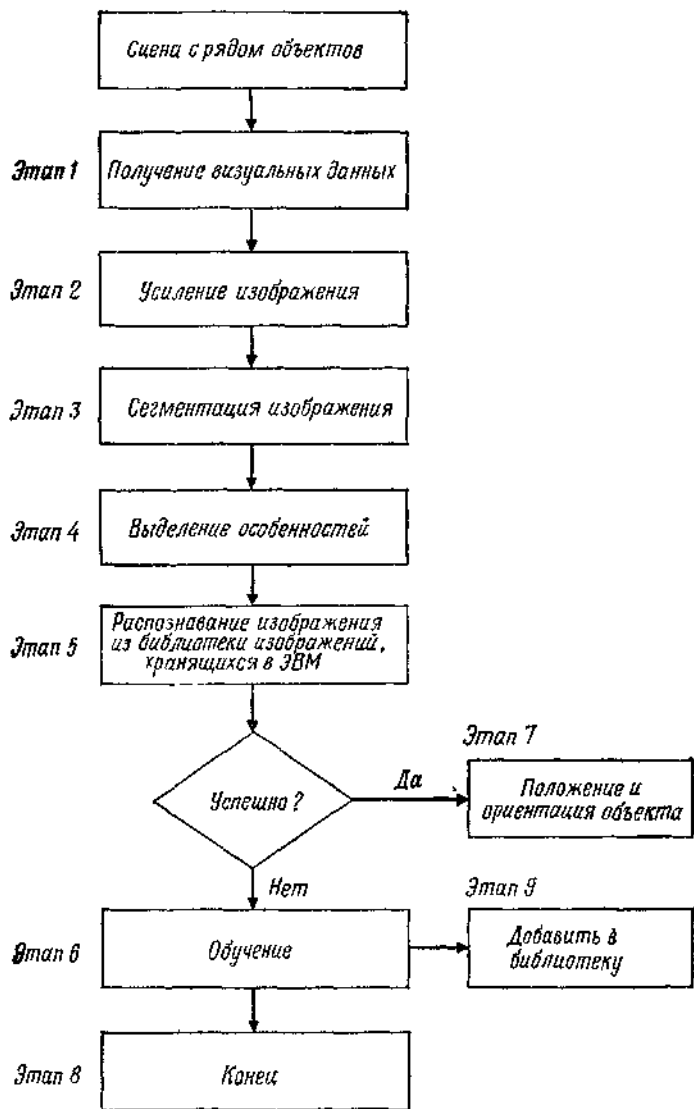 Сцена с рядом объектов
Этап 1
Получение визуальных данных
Этап 2
Усиление изображения
Этап 3
Сегментация изображения
Этап 4
Выделение особенностей
Этап 5
Распознавание изображения
из библиотеки изображений,
хранящихся в ЭВМ
Успешно?
Да
Этап 7
Положение и
ориентация объекта
Нет
Этап 6
Обучение
Этап 9
Добавить в
библиотеку
Этап 8
Конец